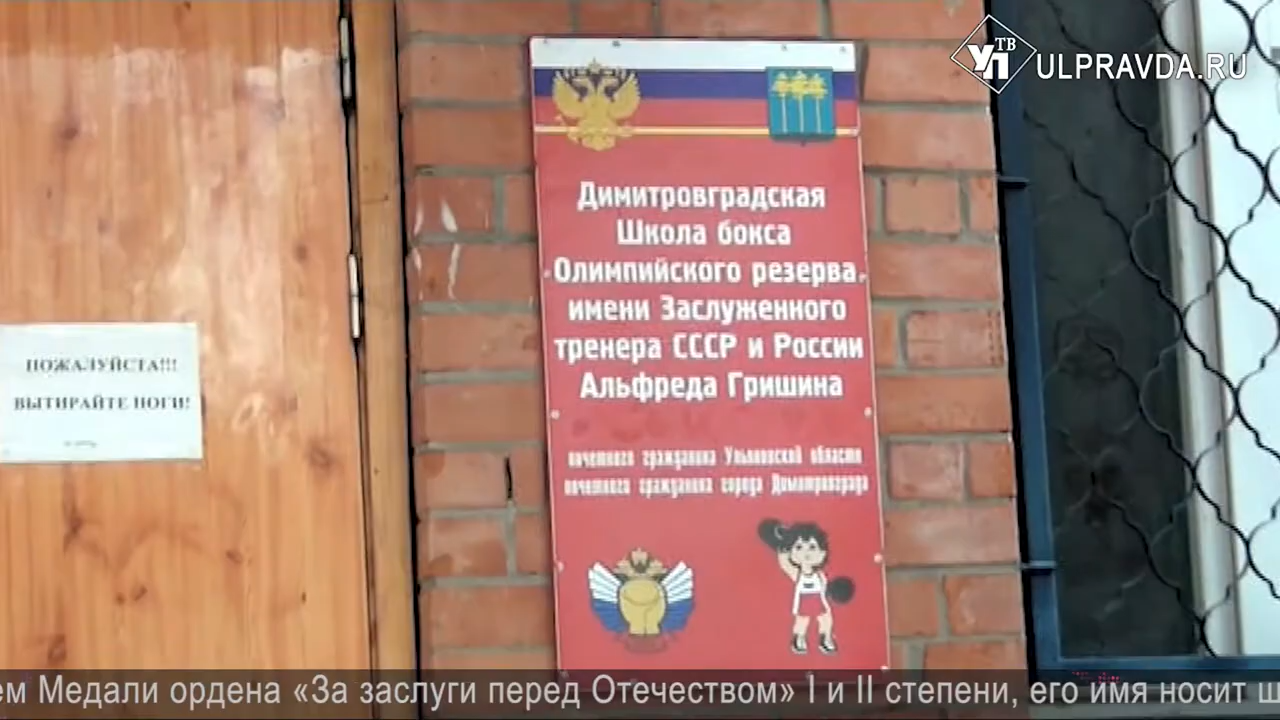 УП ТВ ULPRAVDA.RU
Димитровградская
Школа бокса
Олимпийского резерва
имени Заслуженного
тренера СССР и России
Альфреда Гришина
почетного гражданина Ульяновской области
почетного гражданина города Димитровграда
ПОЖАЛУЙСТА!!!
ВЫТИРАЙТЕ НОГИ!
ем Медали ордена «За заслуги перед Отечеством» I и II степени, его имя носит ш